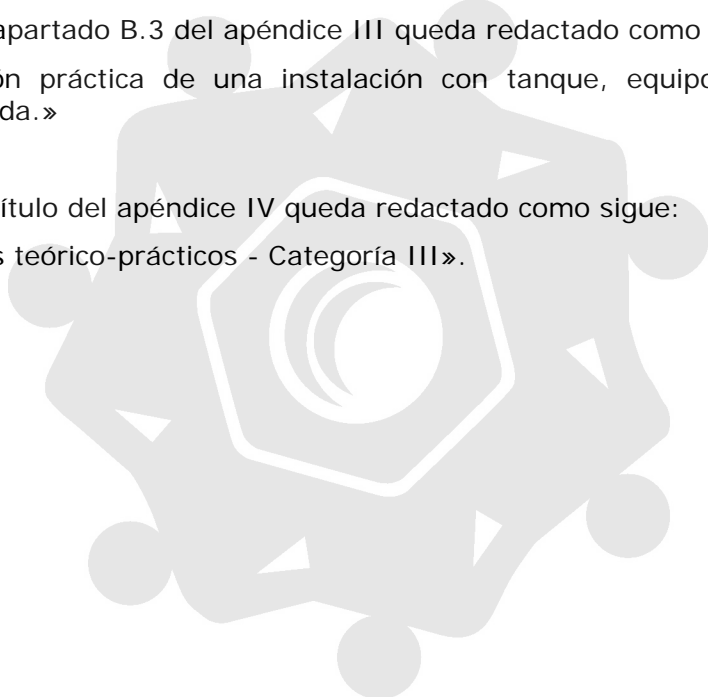 apartado B.3 del apéndice III queda redactado como
ón práctica de una instalación con tanque, equipo
da.»
ítulo del apéndice IV queda redactado como sigue:
s teórico-prácticos - Categoría III».